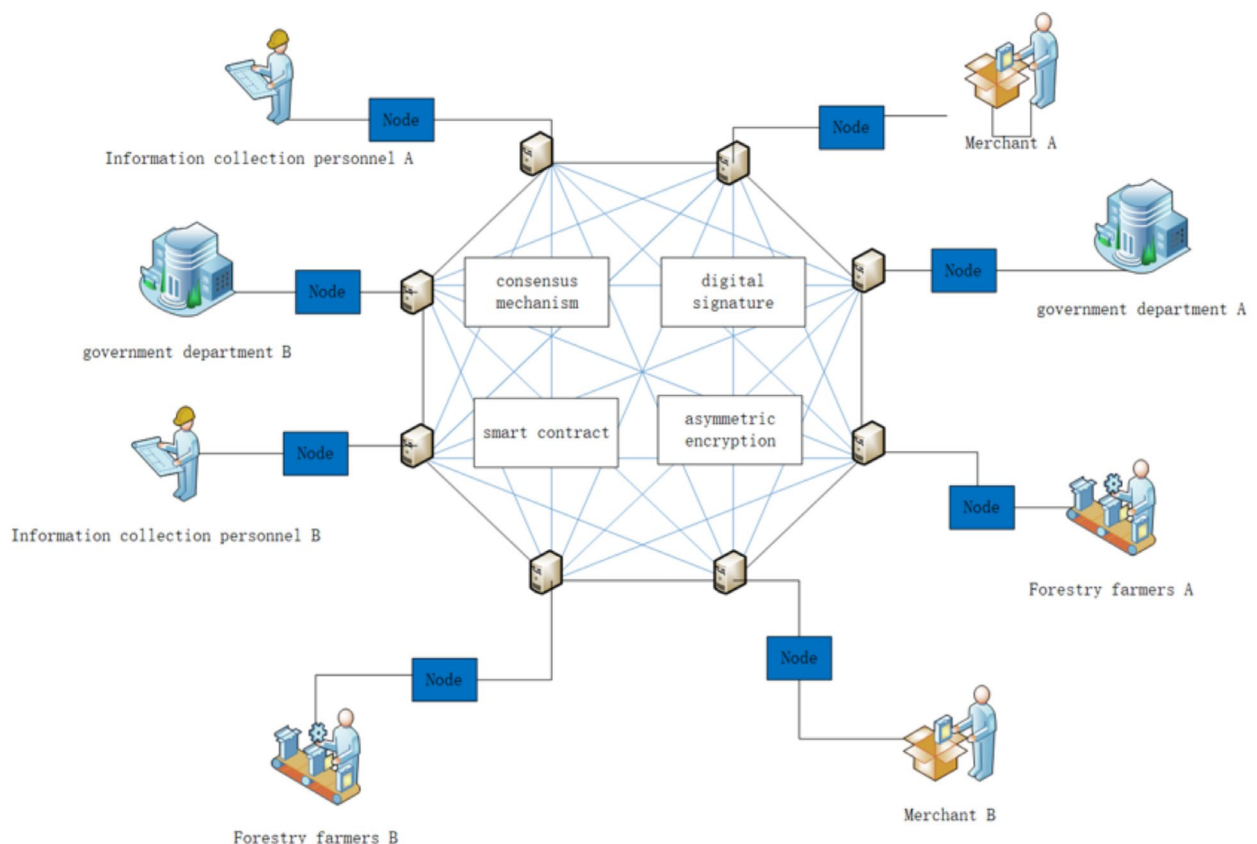 Node
Information collection personnel A
Node
Merchant A
consensus
mechanism
digital
signature
Node
government department B
Node
government department A
smart contract
asymmetric
encryption
Node
Information collection personnel B
Node
Forestry farmers A
Node
Forestry farmers B
Node
Merchant B